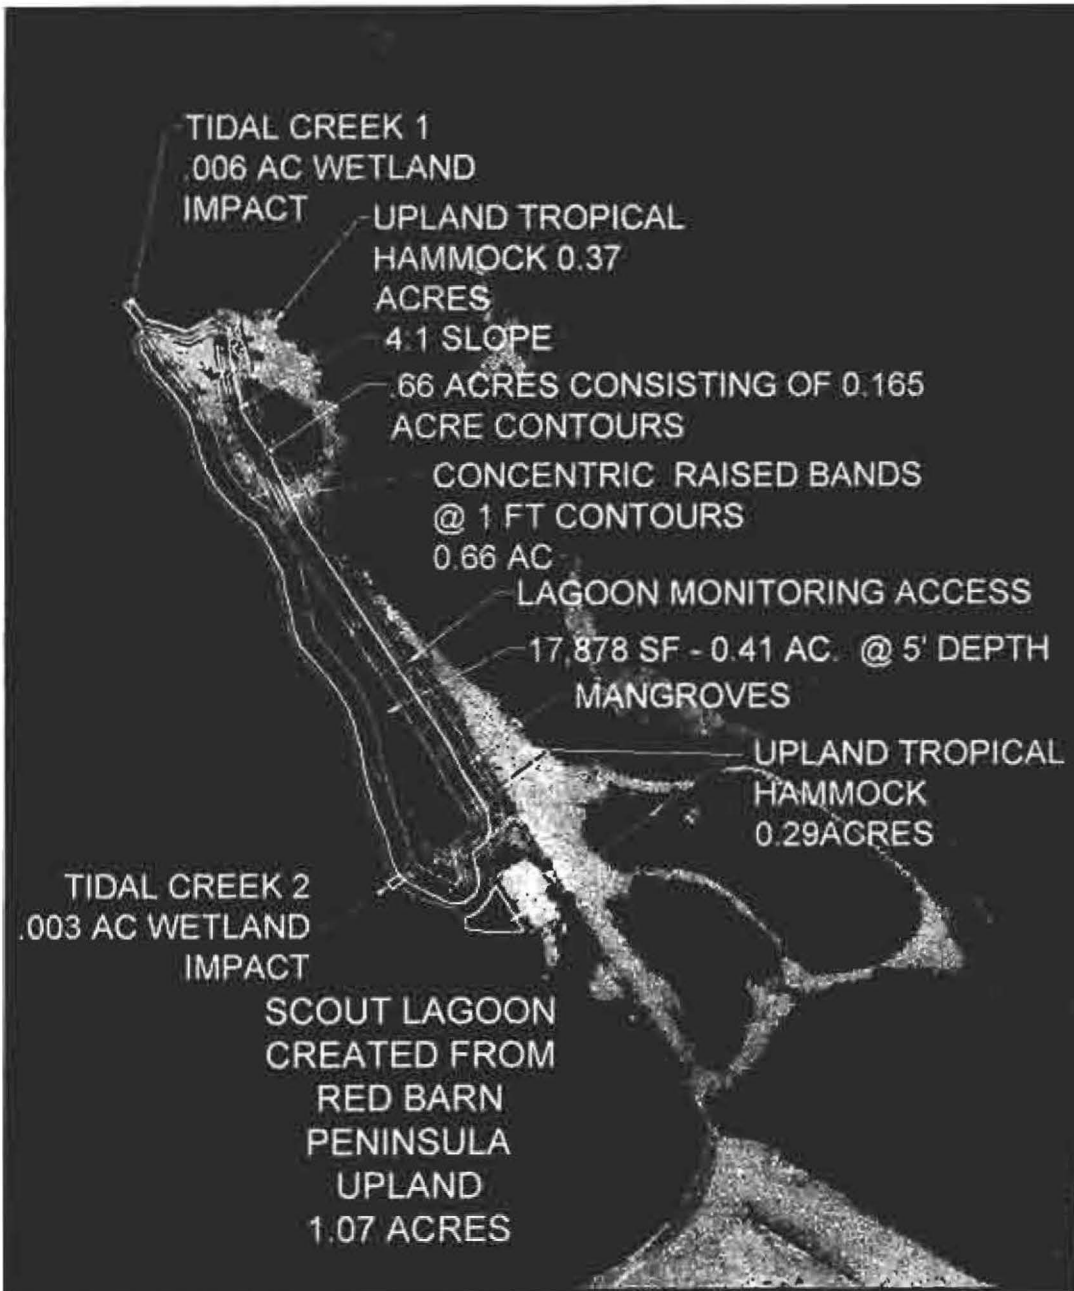 TIDAL CREEK 1
.006 AC WETLAND
IMPACT
UPLAND TROPICAL
HAMMOCK 0.37
ACRES
4:1 SLOPE
.66 ACRES CONSISTING OF 0.165
ACRE CONTOURS
CONCENTRIC RAISED BANDS
@ 1 FT CONTOURS
0.66 AC
LAGOON MONITORING ACCESS
17,878 SF - 0.41 AC. @ 5' DEPTH
MANGROVES
UPLAND TROPICAL
HAMMOCK
0.29ACRES
TIDAL CREEK 2
.003 AC WETLAND
IMPACT
SCOUT LAGOON
CREATED FROM
RED BARN
PENINSULA
UPLAND
1.07 ACRES